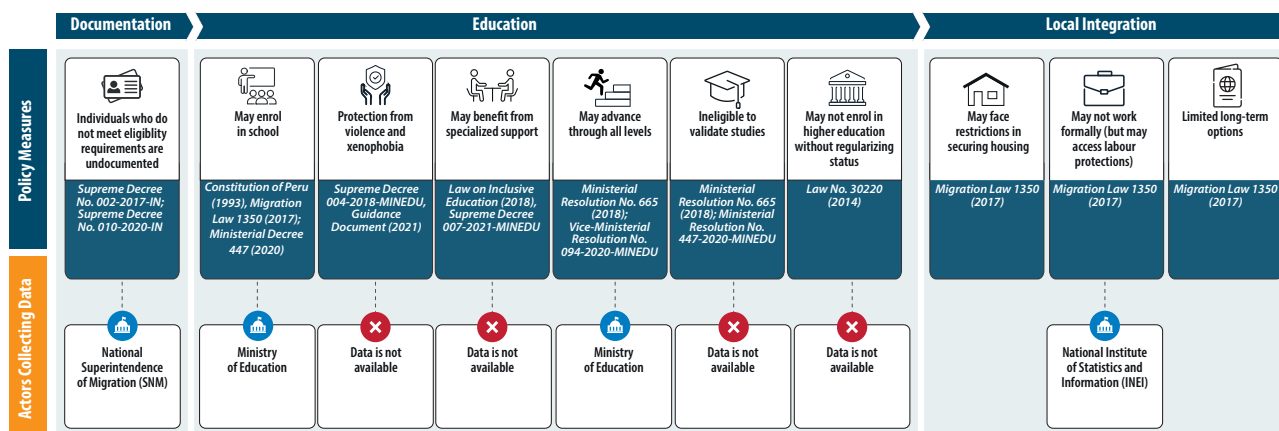 Documentation
Education
Local Integration
Policy Measures
Individuals who do
not meet eligiblity
requirements are
undocumented
Supreme Decree
No. 002-2017-IN;
Supreme Decree
No. 010-2020-IN
May enrol
in school
Constitution of Peru
(1993), Migration
Law 1350 (2017);
Ministerial Decree
447 (2020)
Protection from
violence and
xenophobia
Supreme Decree
004-2018-MINEDU,
Guidance
Document (2021)
May benefit from
specialized support
Law on Inclusive
Education (2018),
Supreme Decree
007-2021-MINEDU
May advance
through all levels
Ministerial
Resolution No. 665
(2018);
Vice-Ministerial
Resolution No.
094-2020-MINEDU
Ineligible to
validate studies
Ministerial
Resolution No. 665
(2018); Ministerial
Resolution No.
447-2020-MINEDU
May not enrol in
higher education
without regularizing
status
Law No. 30220
(2014)
May face
restrictions in
securing housing
Migration Law 1350
(2017)
May not work
formally (but may
access labour
protections)
Migration Law 1350
(2017)
Limited long-term
options
Migration Law 1350
(2017)
Actors Collecting Data
National
Superintendence
of Migration (SNM)
Ministry
of Education
Data is not
available
Data is not
available
Ministry
of Education
Data is not
available
Data is not
available
National Institute
of Statistics and
Information (INEI)